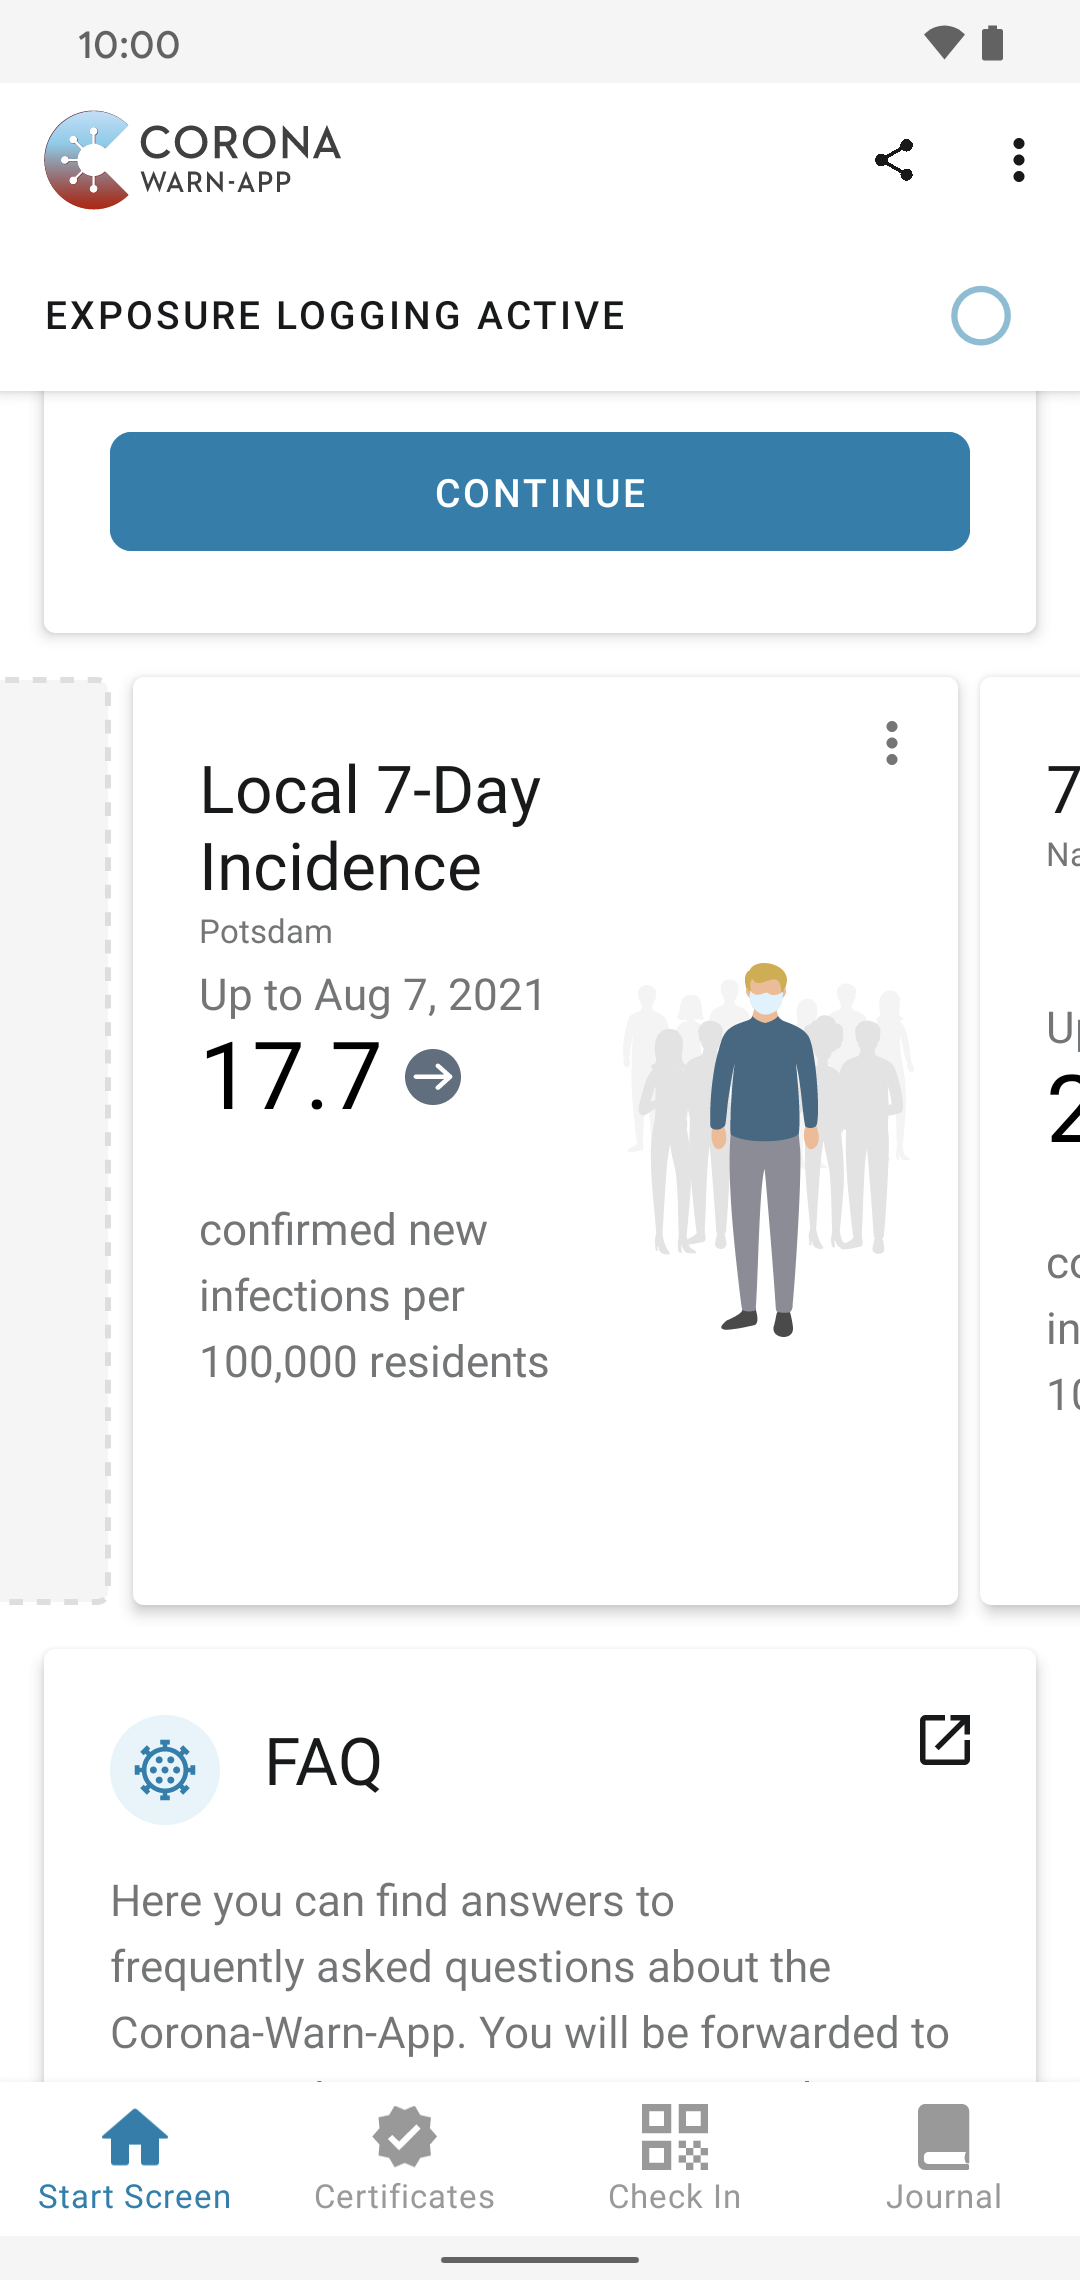 10:00
CORONA
WARN-APP
EXPOSURE LOGGING ACTIVE
CONTINUE
Local 7-Day
Incidence
Potsdam
Up to Aug 7, 2021
17.7
confirmed new
infections per
100,000 residents
7
Na
Up
2
co
in
10
FAQ
Here you can find answers to
frequently asked questions about the
Corona-Warn-App. You will be forwarded to
Start Screen
Certificates
Check In
Journal